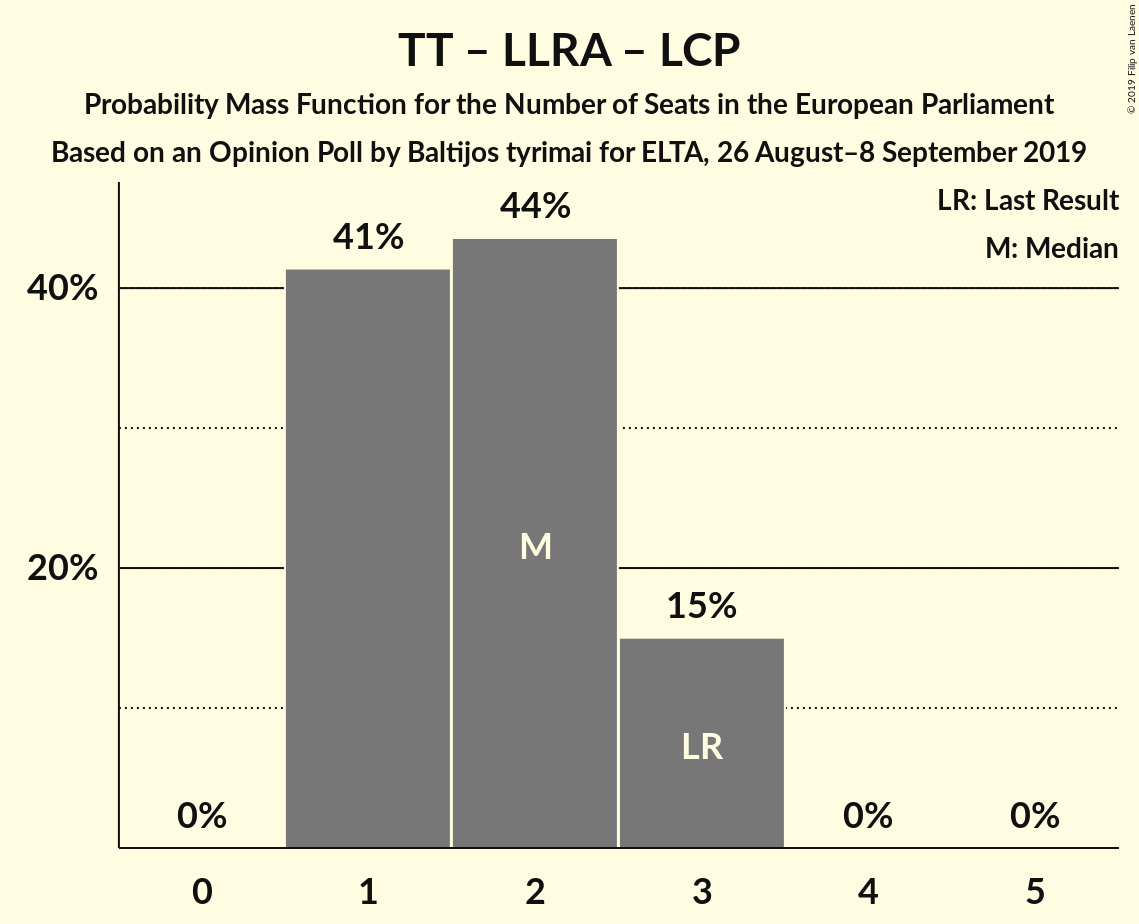 TT – LLRA – LCP
Probability Mass Function for the Number of Seats in the European Parliament
Based on an Opinion Poll by Baltijos tyrimai for ELTA, 26 August–8 September 2019
© 2019 Filip van Laenen
LR: Last Result
M: Median
44%
41%
40%
M
20%
15%
LR
0%
0%
0%
0
1
2
3
4
5